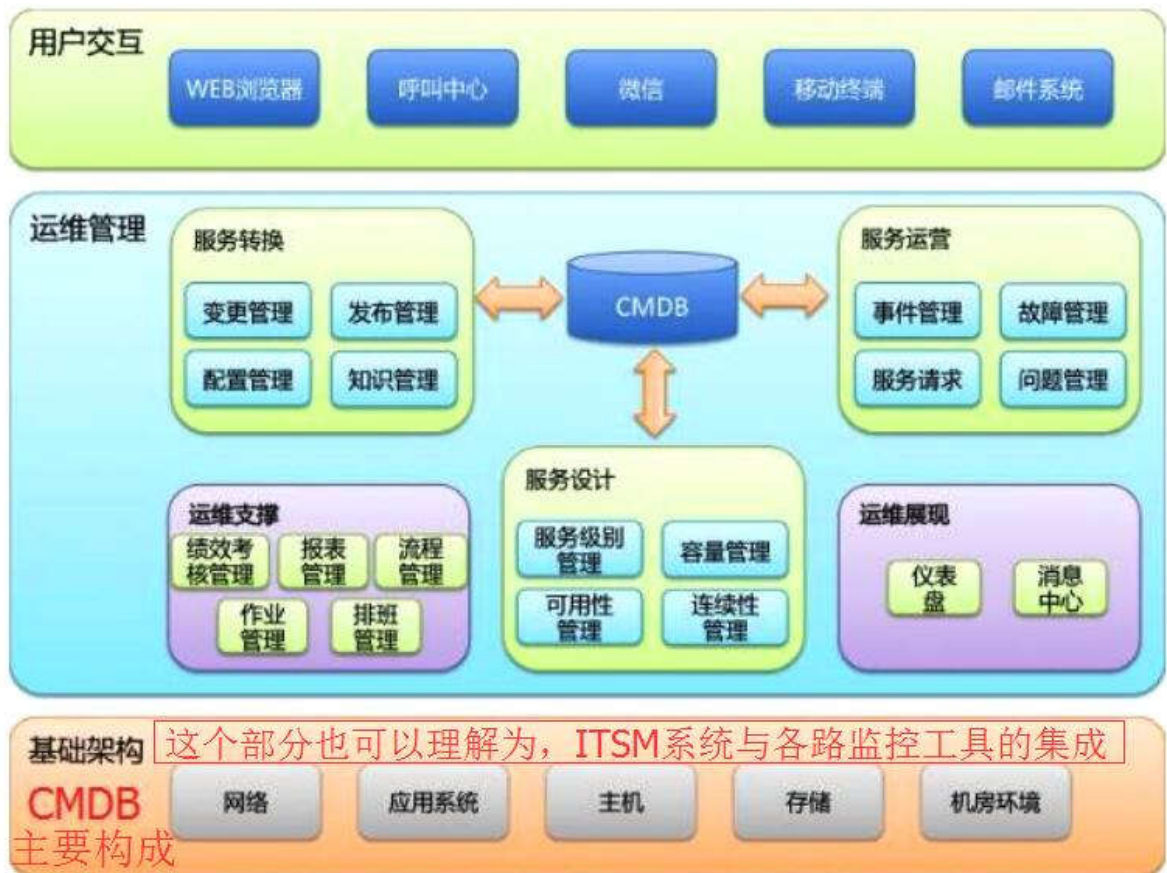 用户交互
WEB浏览器
呼叫中心
微信
移动终端
邮件系统
运维管理
服务转换
变更管理
发布管理
配置管理
知识管理
CMDB
服务运营
事件管理
故障管理
服务请求
问题管理
运维支撑
绩效考
核管理
报表
管理
流程
管理
作业
管理
排班
管理
服务设计
服务级别
管理
容量管理
可用性
管理
连续性
管理
运维展现
仪表
盘
消息
中心
基础架构
这个部分也可以理解为，ITSM系统与各路监控工具的集成
CMDB
主要构成
网络
应用系统
主机
存储
机房环境